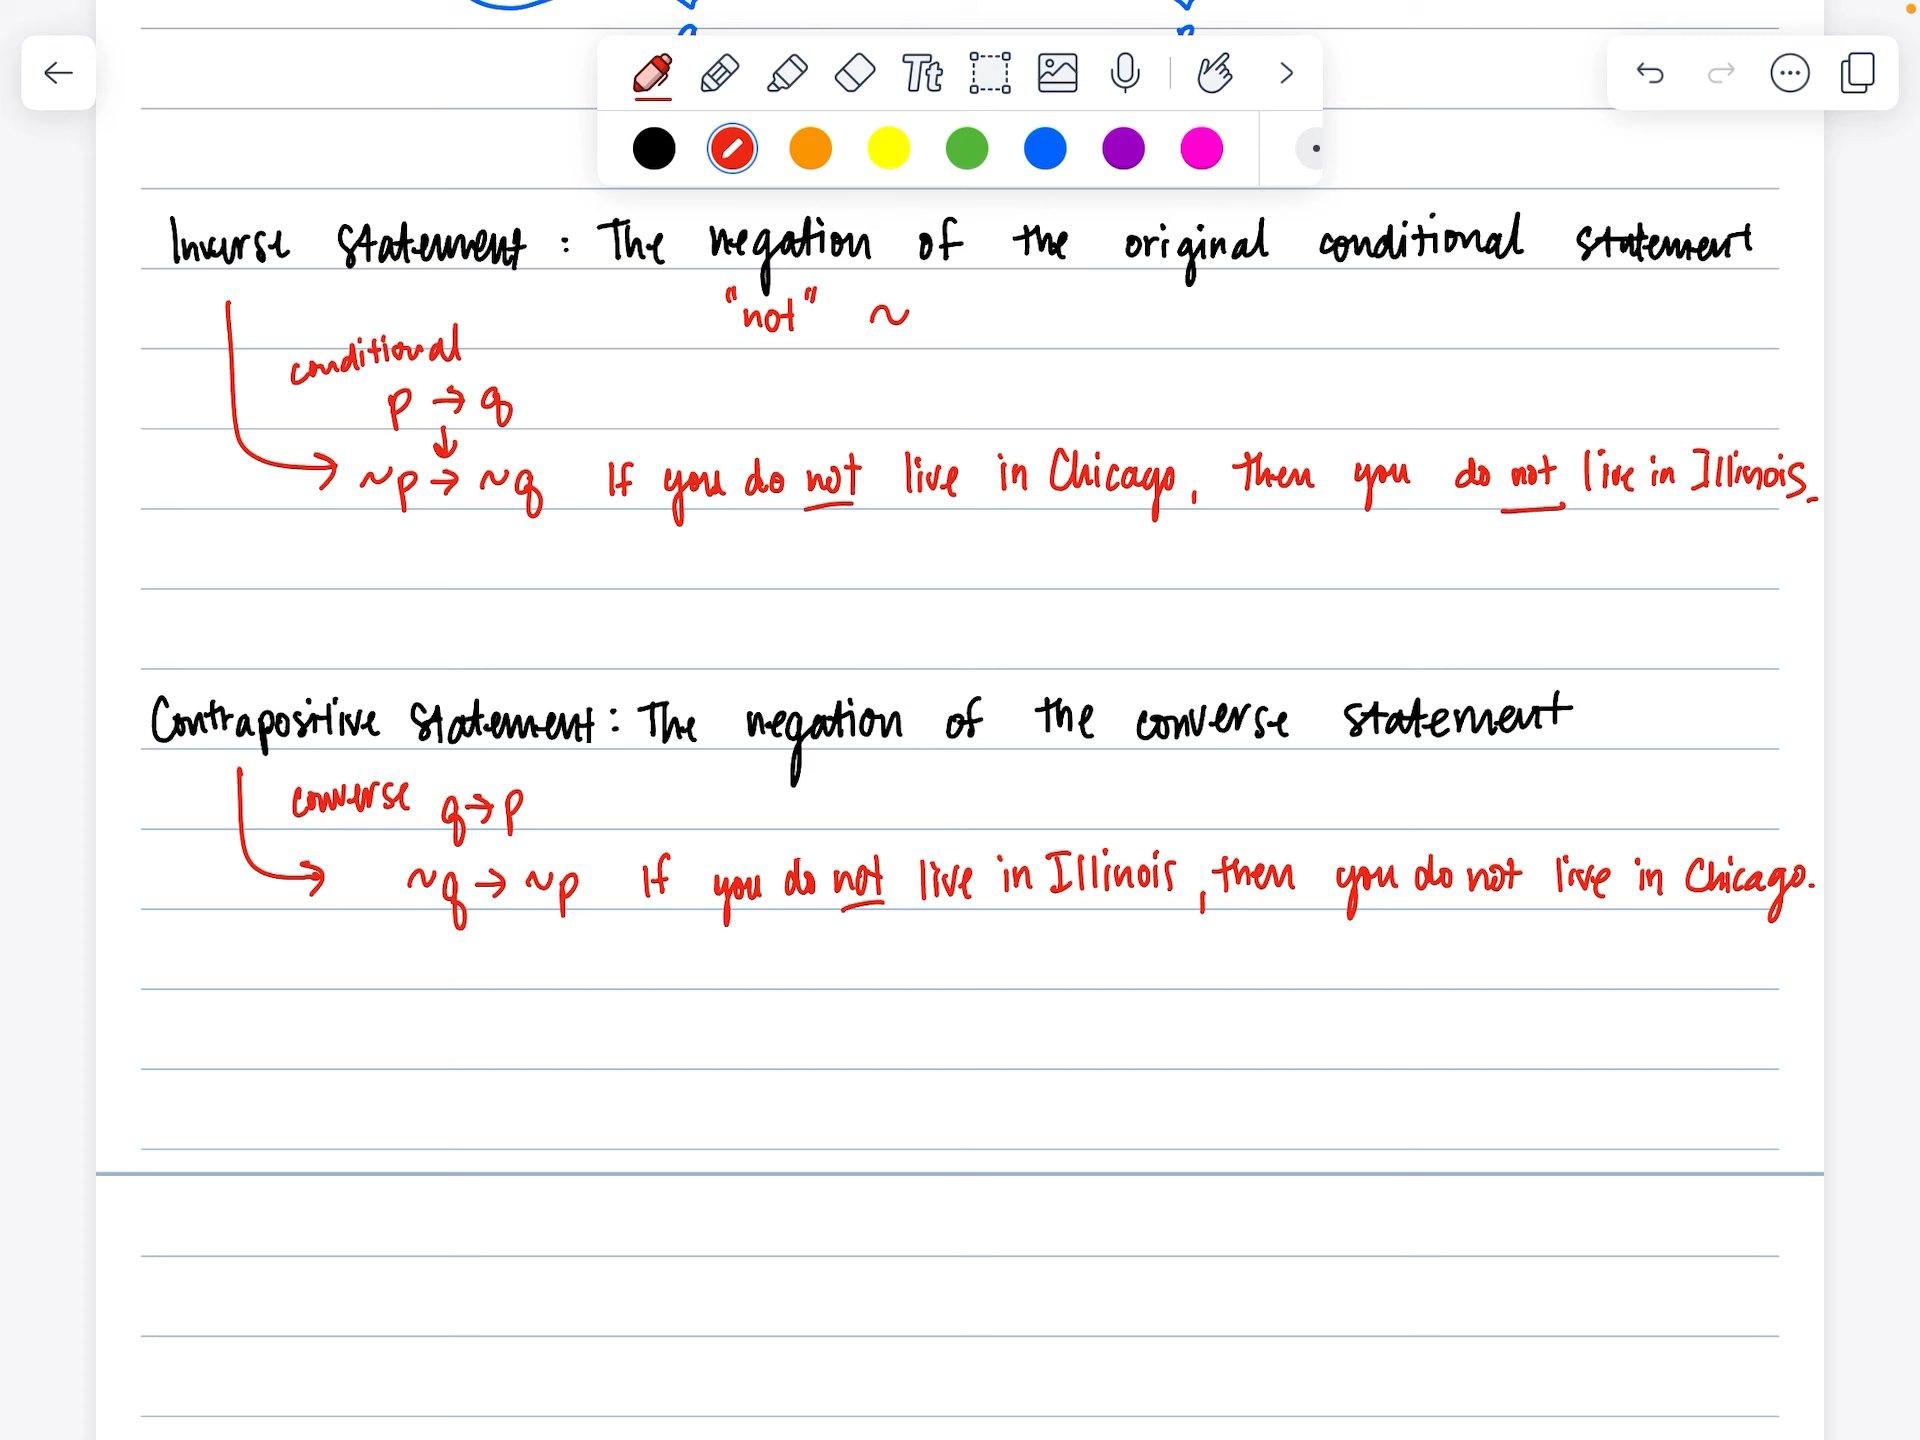 Tt
Inverse Statement : The negation of the original conditional statement
"not" ~
conditional
p → q
↓
~p → ~q If you do not live in Chicago, then you do not live in Illinois.
Contrapositive Statement : The negation of the converse statement
converse q → p
~q → ~p If you do not live in Illinois, then you do not live in Chicago.